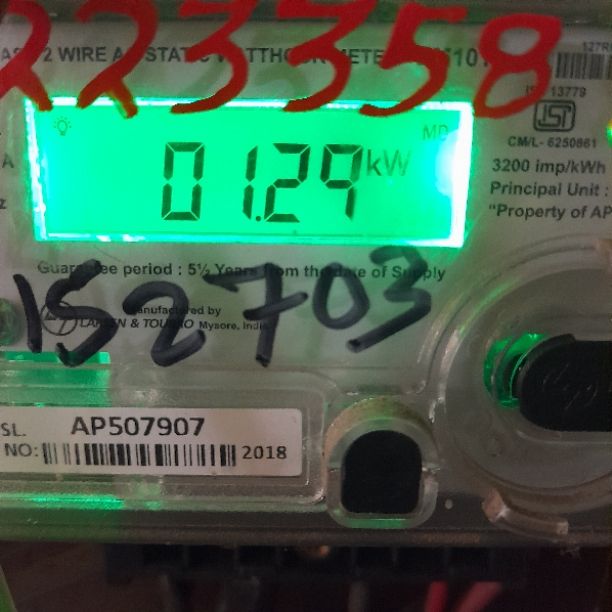 223358
2 WIRE
127R
IS 13779
MD
01.29 kW
CM/L- 6250861
3200 imp/kWh
Principal Unit :
"Property of AP
Guarantee period : 5½ Years from the date of Supply
152703
Manufactured by
LARSEN & TOUBRO Mysore, India
SL. NO: AP507907 2018